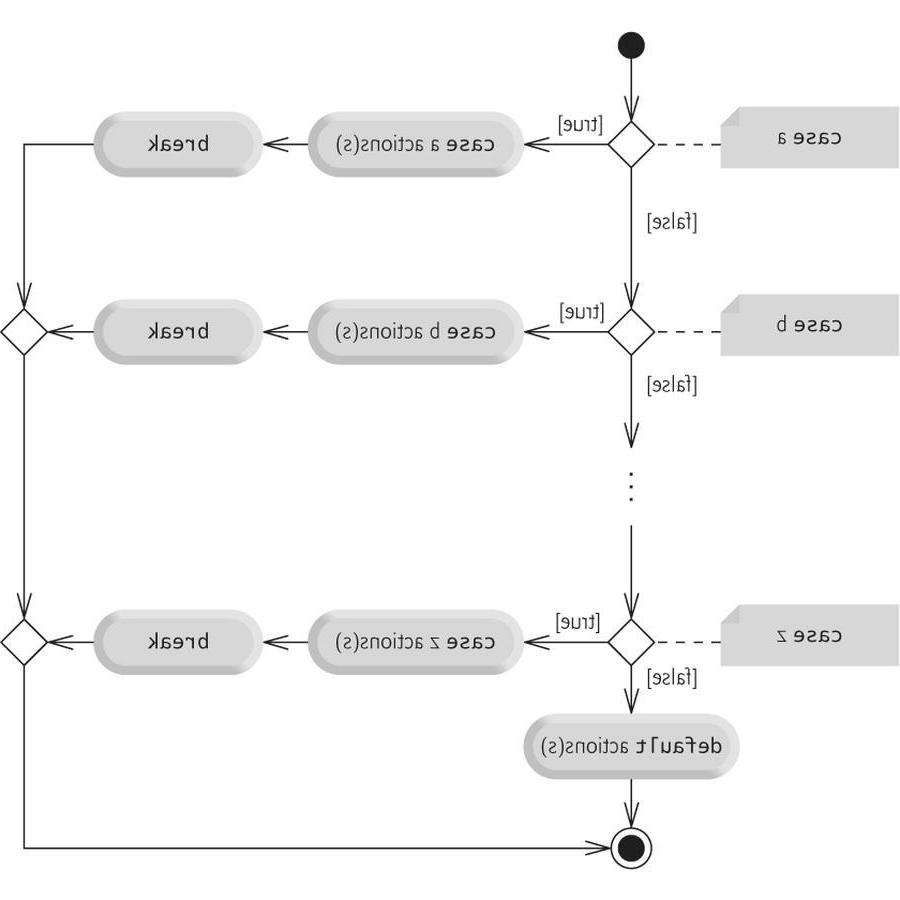 [true]
case a
case a actions(s)
break
[false]
[true]
case b
case b actions(s)
break
[false]
[true]
case z
case z actions(s)
break
[false]
default actions(s)